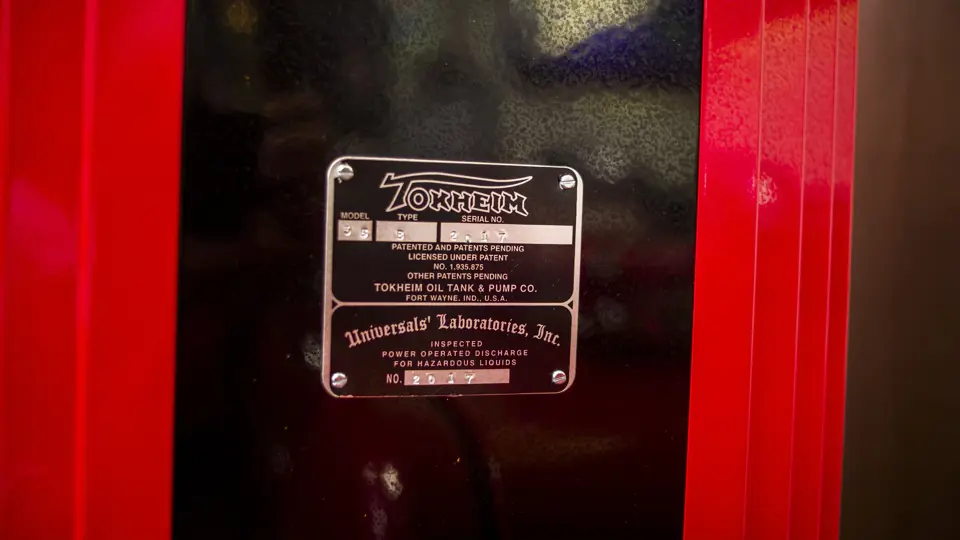 TOKHEIM
MODEL TYPE SERIAL NO.
PATENTED AND PATENTS PENDING
LICENSED UNDER PATENT
NO. 1,935,875
OTHER PATENTS PENDING
TOKHEIM OIL TANK & PUMP CO.
FORT WAYNE, IND., U.S.A.
Universals' Laboratories, Inc.
INSPECTED
POWER OPERATED DISCHARGE
FOR HAZARDOUS LIQUIDS
NO. 2017